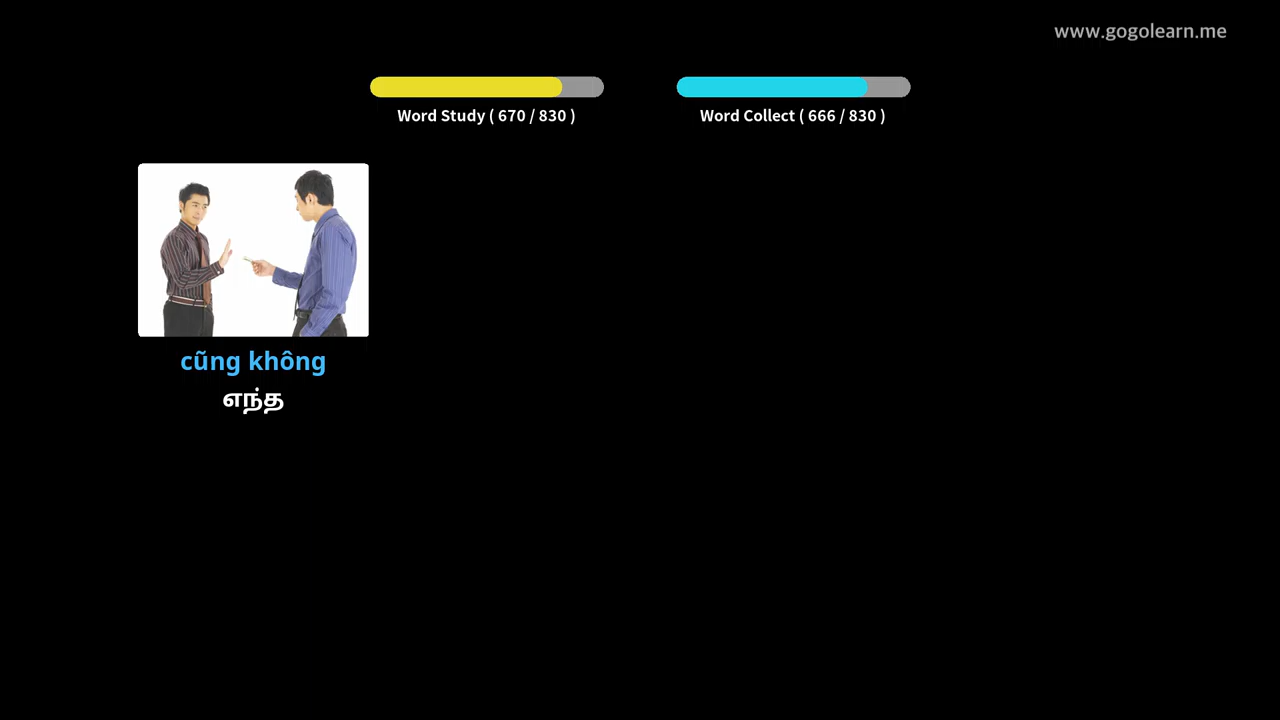 www.gogolearn.me
Word Study ( 670 / 830 )
Word Collect ( 666 / 830 )
cũng không
எந்த